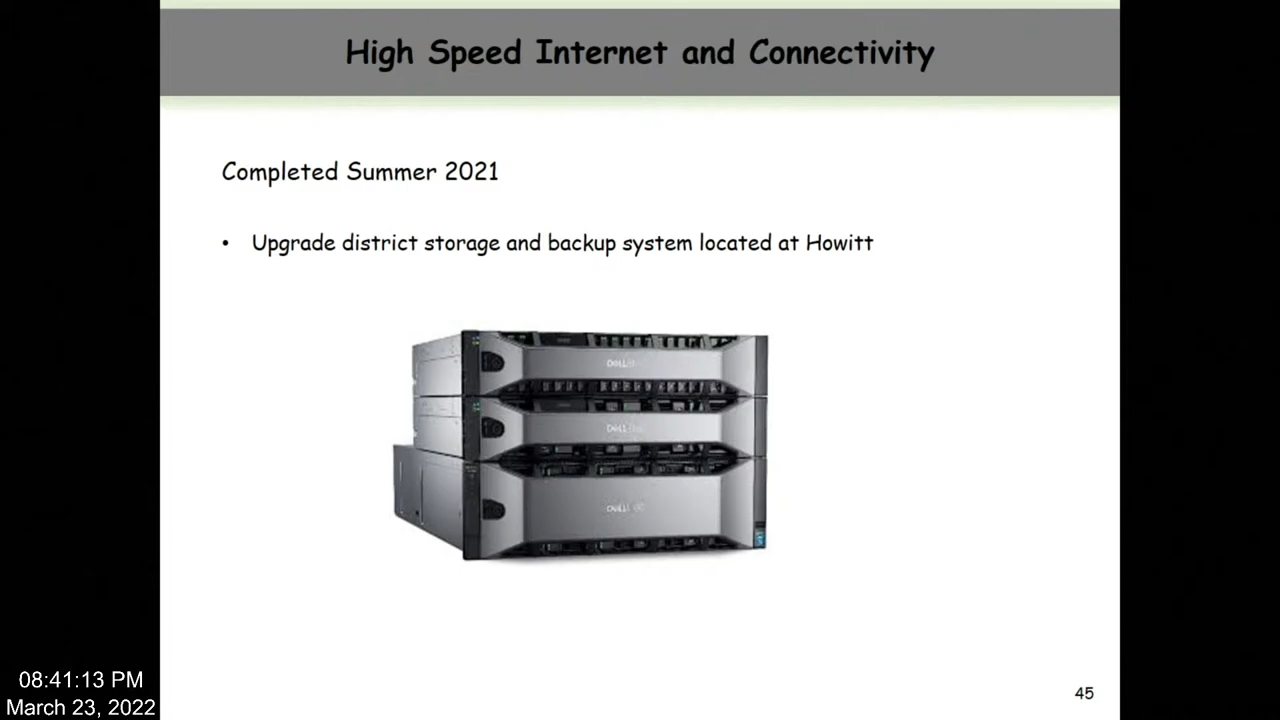 High Speed Internet and Connectivity
Completed Summer 2021
• Upgrade district storage and backup system located at Howitt
08:41:13 PM
March 23, 2022
45